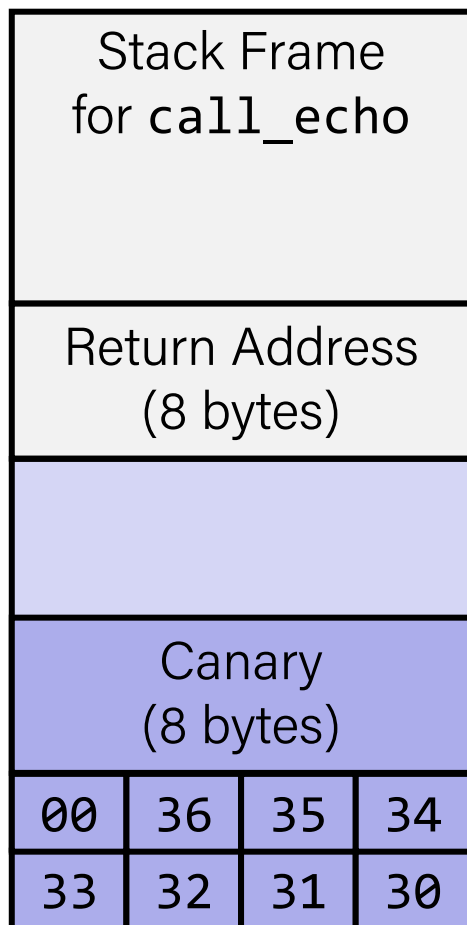 Stack Frame
for call_echo
Return Address
(8 bytes)
Canary
(8 bytes)
00 36 35 34
33 32 31 30